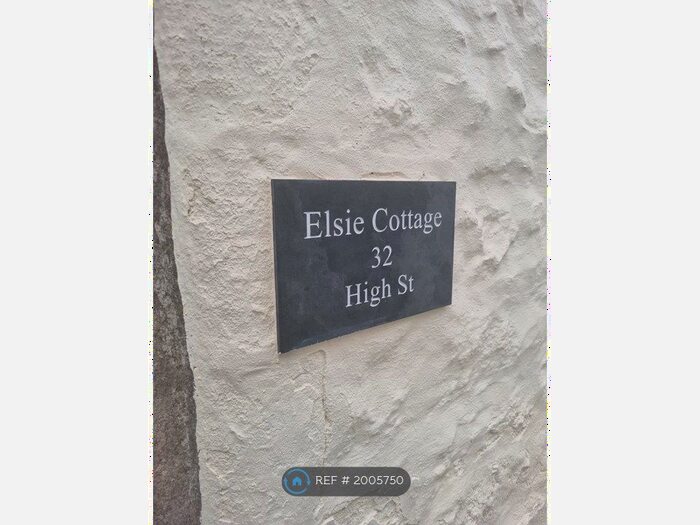 Elsie Cottage
32
High St
REF # 2005750